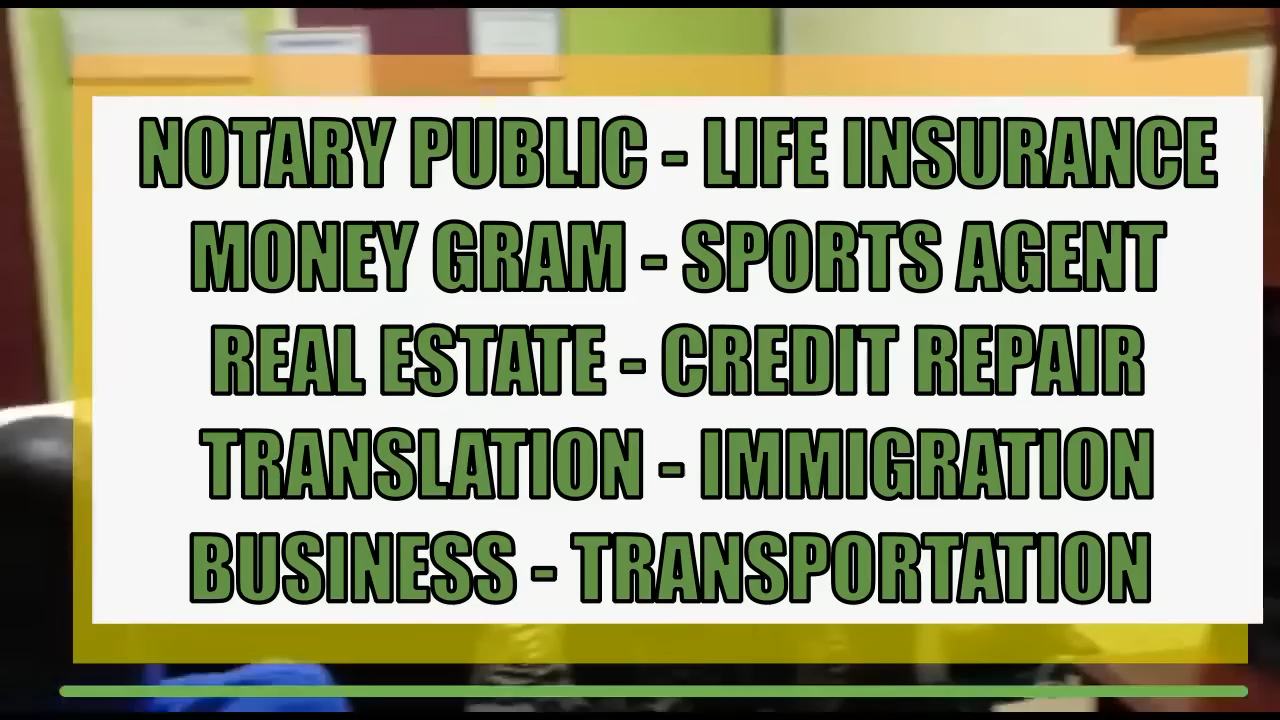 NOTARY PUBLIC - LIFE INSURANCE
MONEY GRAM - SPORTS AGENT
REAL ESTATE - CREDIT REPAIR
TRANSLATION - IMMIGRATION
BUSINESS - TRANSPORTATION